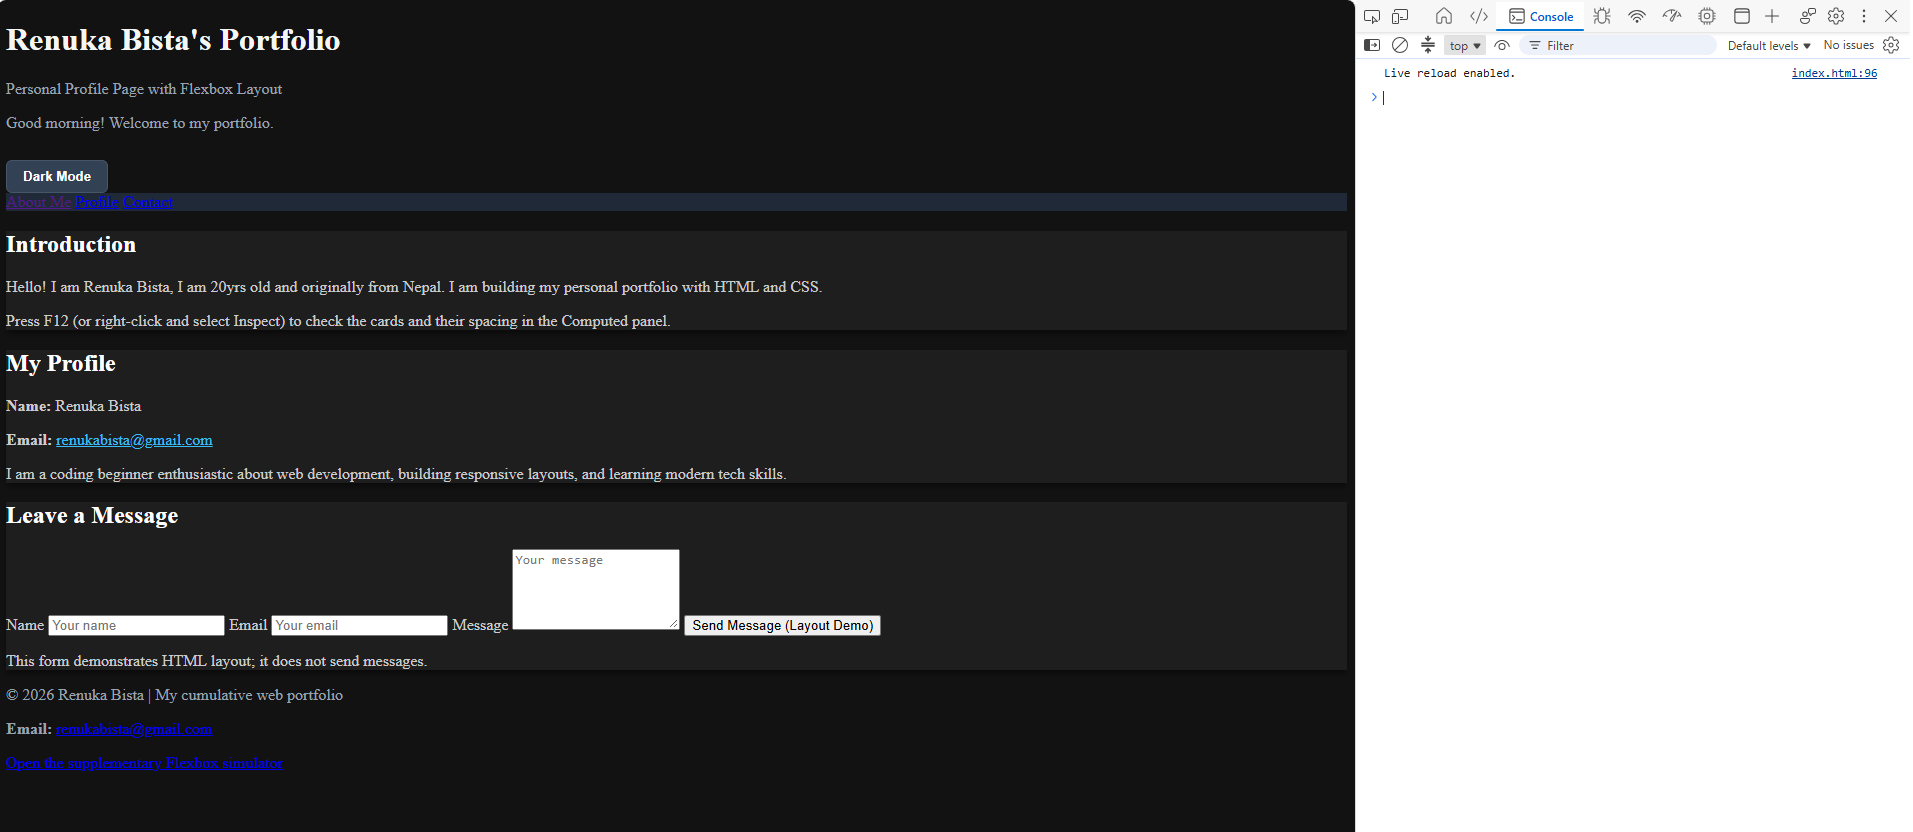 Renuka Bista's Portfolio
Personal Profile Page with Flexbox Layout
Good morning! Welcome to my portfolio.
Dark Mode
About Me Profile Contact
Introduction
Hello! I am Renuka Bista, I am 20yrs old and originally from Nepal. I am building my personal portfolio with HTML and CSS.
Press F12 (or right-click and select Inspect) to check the cards and their spacing in the Computed panel.
My Profile
Name: Renuka Bista
Email: renukabista@gmail.com
I am a coding beginner enthusiastic about web development, building responsive layouts, and learning modern tech skills.
Leave a Message
Name Your name Email Your email Message Your message Send Message (Layout Demo)
This form demonstrates HTML layout; it does not send messages.
© 2026 Renuka Bista | My cumulative web portfolio
Email: renukabista@gmail.com
Open the supplementary Flexbox simulator
Console
top Filter Default levels No issues
Live reload enabled. index.html:96